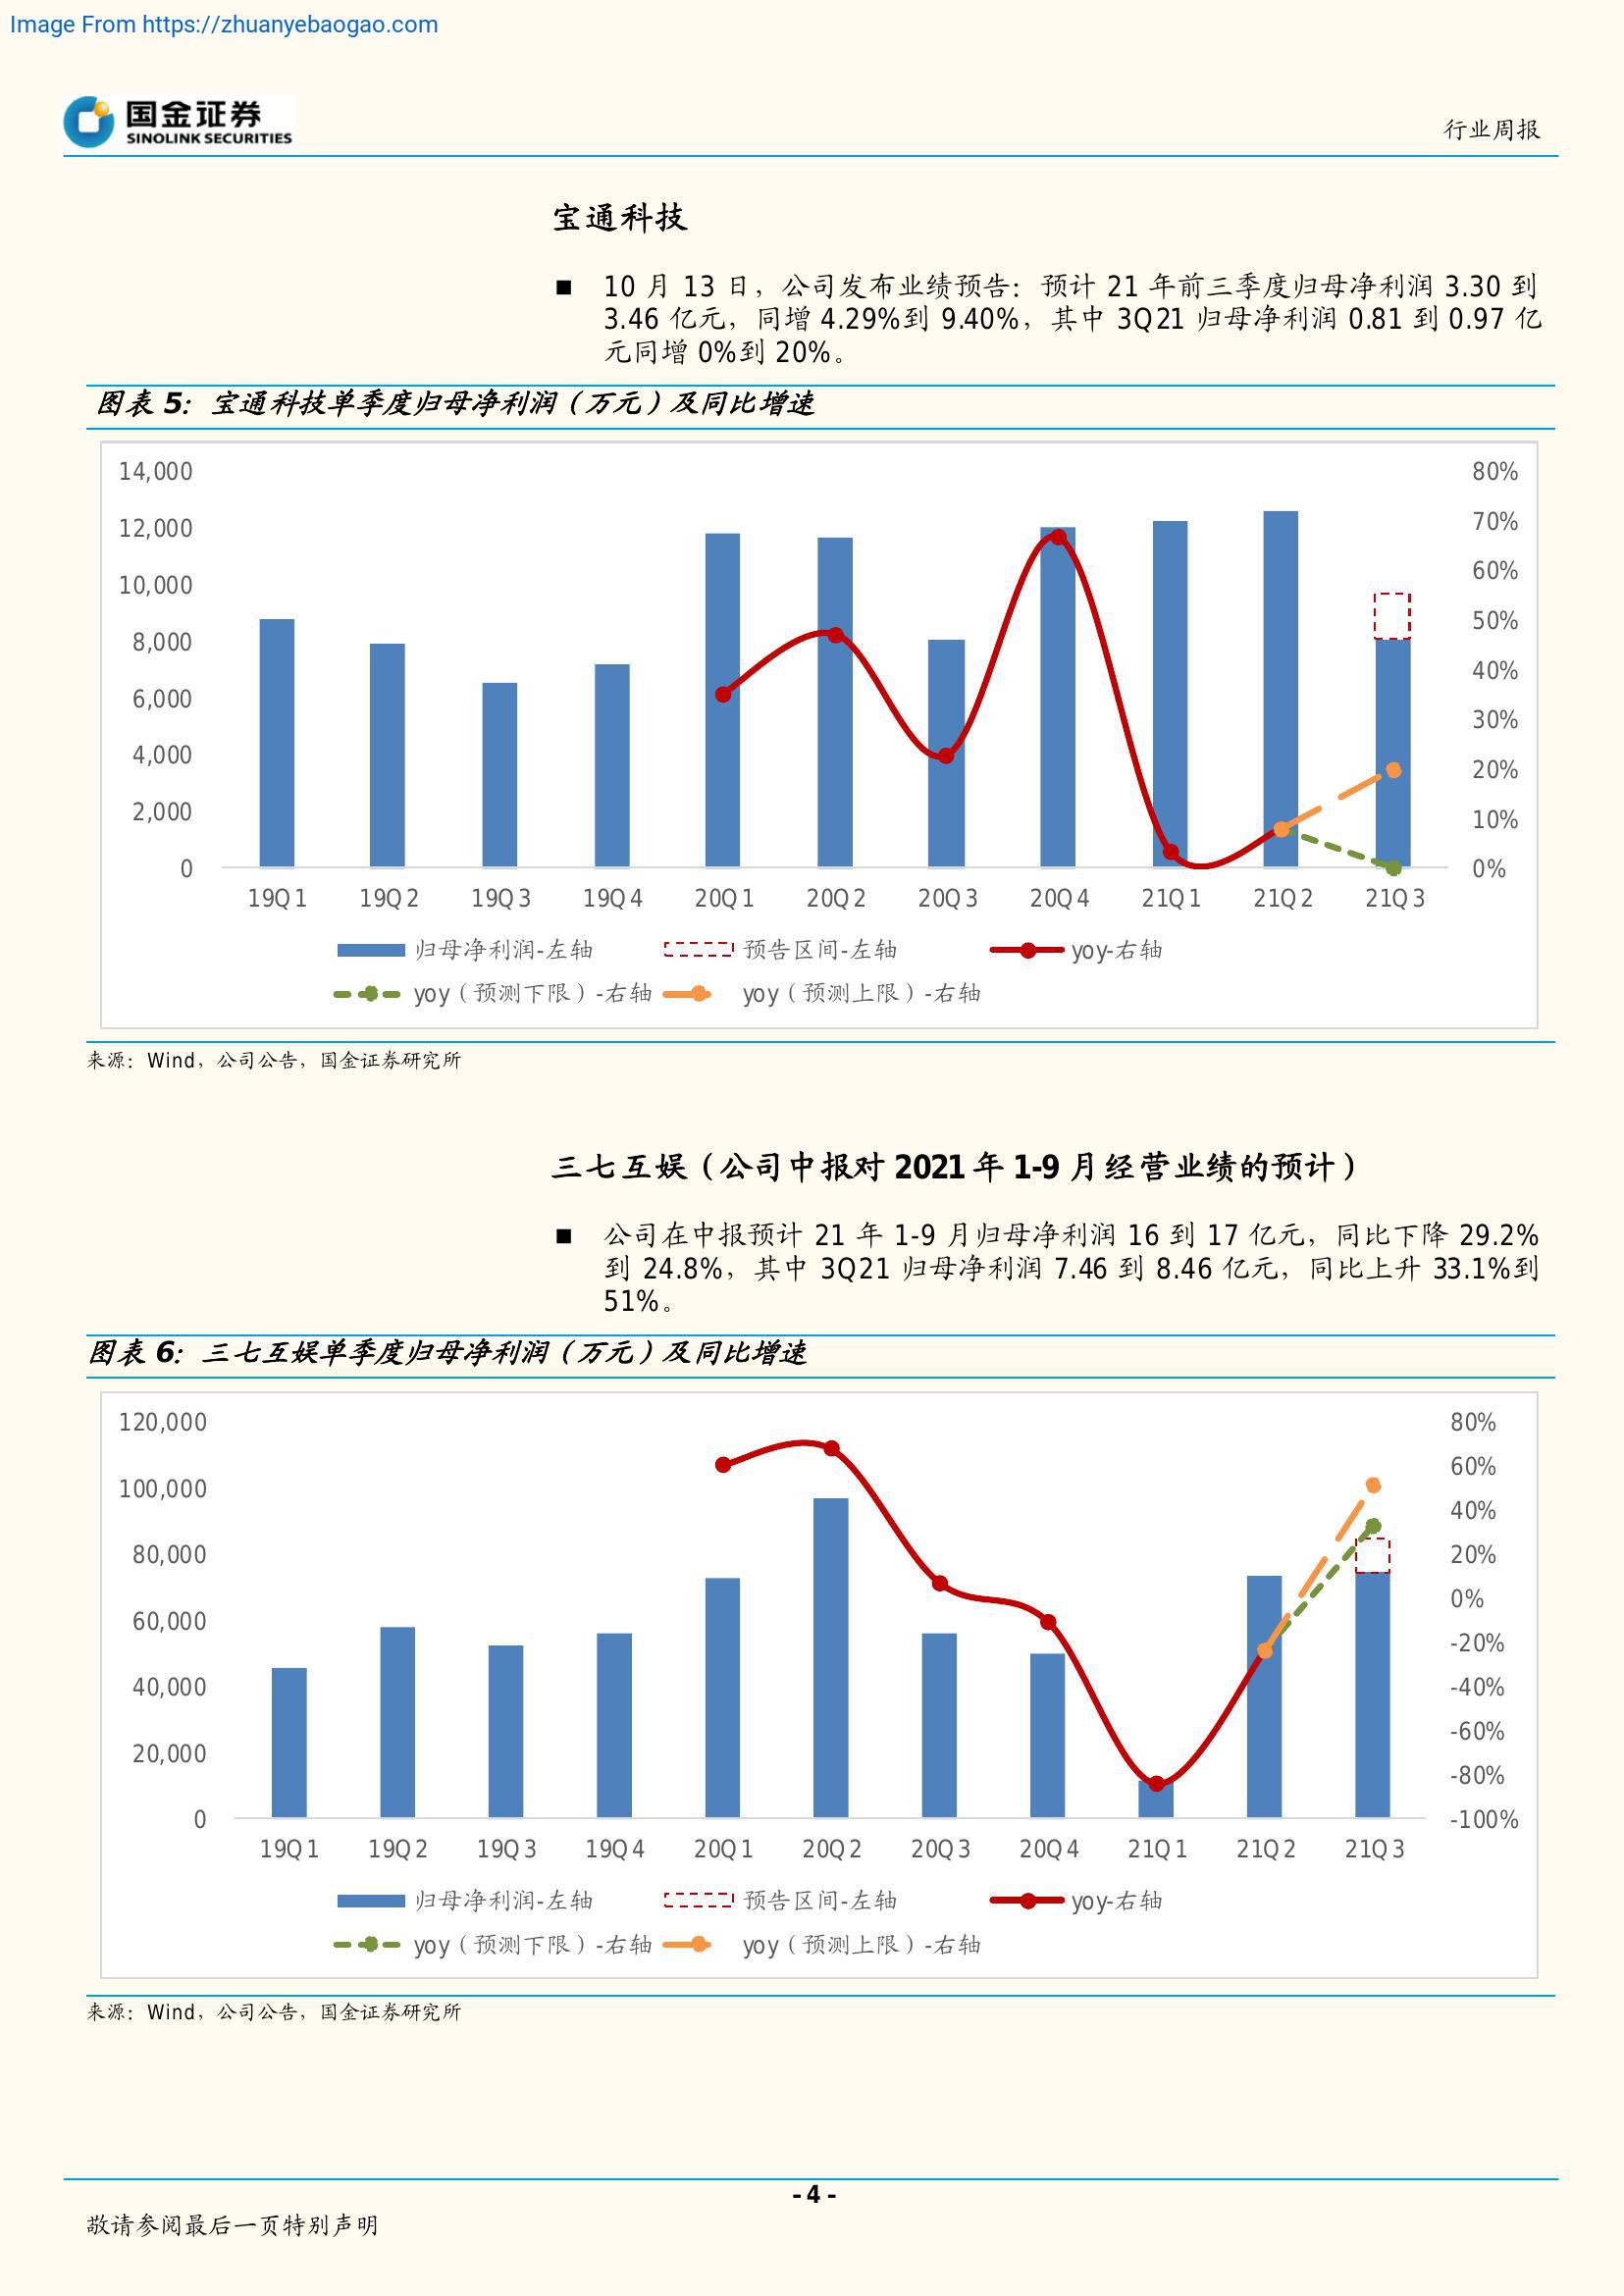 Image From https://zhuanyebaogao.com
国金证券
SINOLINK SECURITIES
行业周报
宝通科技
■ 10 月 13 日，公司发布业绩预告：预计 21 年前三季度归母净利润 3.30 到
3.46 亿元，同增 4.29%到 9.40%，其中 3Q21 归母净利润 0.81 到 0.97 亿
元同增 0%到 20%。
图表 5：宝通科技单季度归母净利润（万元）及同比增速
14,000
12,000
10,000
8,000
6,000
4,000
2,000
0
80%
70%
60%
50%
40%
30%
20%
10%
0%
19Q1 19Q2 19Q3 19Q4 20Q1 20Q2 20Q3 20Q4 21Q1 21Q2 21Q3
归母净利润-左轴 预告区间-左轴 yoy-右轴
yoy（预测下限）-右轴 yoy（预测上限）-右轴
来源：Wind，公司公告，国金证券研究所
三七互娱（公司中报对 2021 年 1-9 月经营业绩的预计）
■ 公司在中报预计 21 年 1-9 月归母净利润 16 到 17 亿元，同比下降 29.2%
到 24.8%，其中 3Q21 归母净利润 7.46 到 8.46 亿元，同比上升 33.1%到
51%。
图表 6：三七互娱单季度归母净利润（万元）及同比增速
120,000
100,000
80,000
60,000
40,000
20,000
0
80%
60%
40%
20%
0%
-20%
-40%
-60%
-80%
-100%
19Q1 19Q2 19Q3 19Q4 20Q1 20Q2 20Q3 20Q4 21Q1 21Q2 21Q3
归母净利润-左轴 预告区间-左轴 yoy-右轴
yoy（预测下限）-右轴 yoy（预测上限）-右轴
来源：Wind，公司公告，国金证券研究所
- 4 -
敬请参阅最后一页特别声明